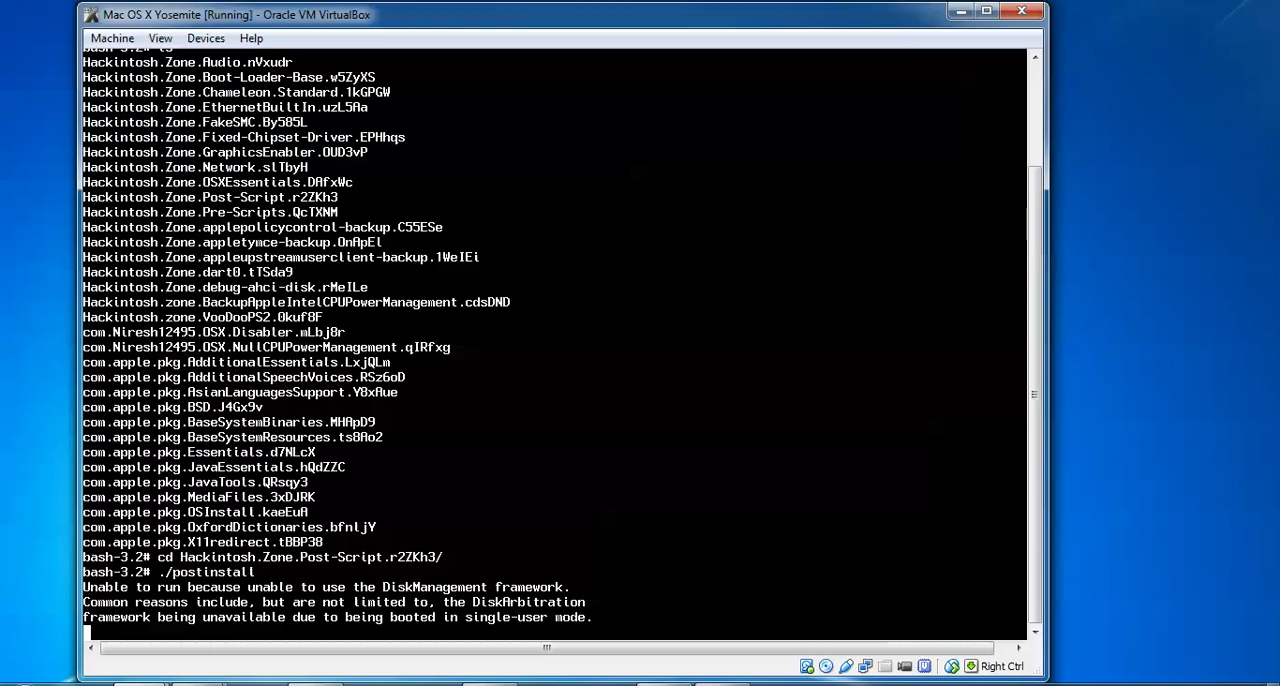 Mac OS X Yosemite [Running] - Oracle VM VirtualBox
Machine View Devices Help
bash-3.2# ls
Hackintosh.Zone.Audio.nVxudr
Hackintosh.Zone.Boot-Loader-Base.w5ZyXS
Hackintosh.Zone.Chameleon.Standard.1kGPGW
Hackintosh.Zone.EthernetBuiltIn.uzL5Aa
Hackintosh.Zone.FakeSMC.By585L
Hackintosh.Zone.Fixed-Chipset-Driver.EPHhqs
Hackintosh.Zone.GraphicsEnabler.OUD3vP
Hackintosh.Zone.Network.slTbyH
Hackintosh.Zone.OSXEssentials.DAfxWc
Hackintosh.Zone.Post-Script.r2ZKh3
Hackintosh.Zone.Pre-Scripts.QcTXNM
Hackintosh.Zone.applepolicycontrol-backup.C55ESe
Hackintosh.Zone.appletymce-backup.OnApEl
Hackintosh.Zone.appleupstreamuserclient-backup.1WeIEi
Hackintosh.Zone.dart0.tTSda9
Hackintosh.Zone.debug-ahci-disk.rMeILe
Hackintosh.zone.BackupAppleIntelCPUPowerManagement.cdsDND
Hackintosh.zone.VooDooPS2.0kuf8F
com.Niresh12495.OSX.Disabler.mLbj8r
com.Niresh12495.OSX.NullCPUPowerManagement.qIRfxg
com.apple.pkg.AdditionalEssentials.LxjQLm
com.apple.pkg.AdditionalSpeechVoices.RSz6oD
com.apple.pkg.AsianLanguagesSupport.Y8xAue
com.apple.pkg.BSD.J4Gx9v
com.apple.pkg.BaseSystemBinaries.MHApD9
com.apple.pkg.BaseSystemResources.ts8Ao2
com.apple.pkg.Essentials.d7NLcX
com.apple.pkg.JavaEssentials.hQdZZC
com.apple.pkg.JavaTools.QRsqy3
com.apple.pkg.MediaFiles.3xDJRK
com.apple.pkg.OSInstall.kaeEuA
com.apple.pkg.OxfordDictionaries.bfnljY
com.apple.pkg.X11redirect.tBBP38
bash-3.2# cd Hackintosh.Zone.Post-Script.r2ZKh3/
bash-3.2# ./postinstall
Unable to run because unable to use the DiskManagement framework.
Common reasons include, but are not limited to, the DiskArbitration
framework being unavailable due to being booted in single-user mode.
Right Ctrl